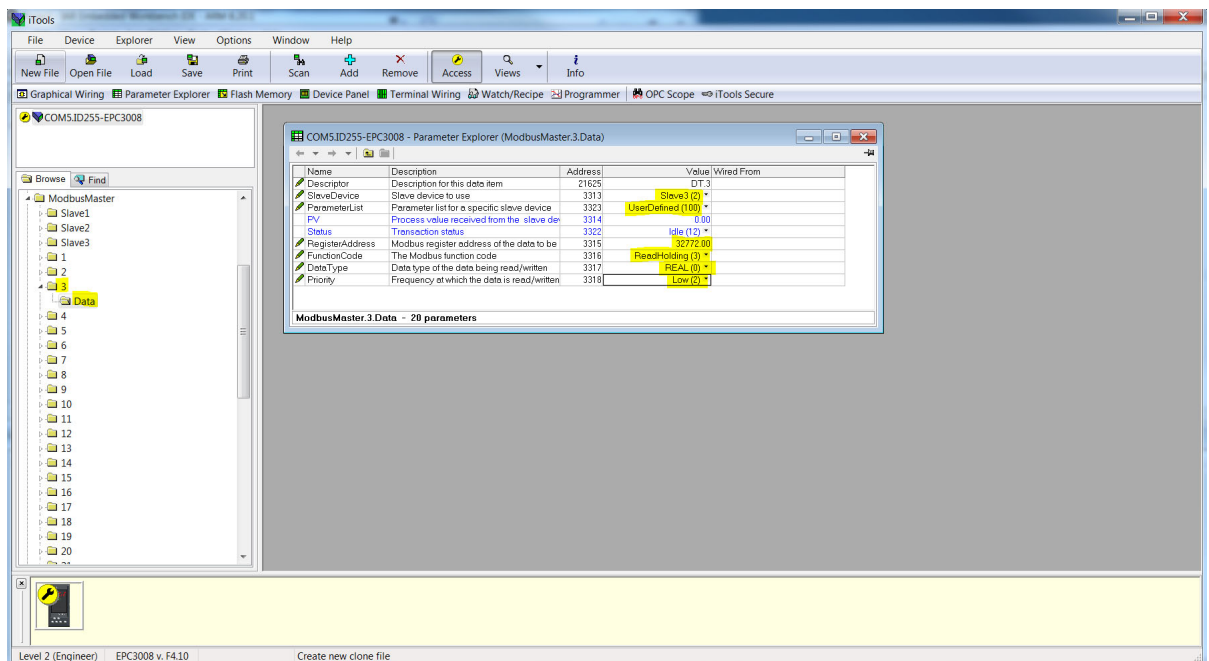 iTools
File Device Explorer View Options Window Help
New File Open File Load Save Print Scan Add Remove Access Views Info
Graphical Wiring Parameter Explorer Flash Memory Device Panel Terminal Wiring Watch/Recipe Programmer OPC Scope iTools Secure
COM5.ID255-EPC3008
Browse Find
ModbusMaster
Slave1
Slave2
Slave3
1
2
3
Data
4
5
6
7
8
9
10
11
12
13
14
15
16
17
18
19
20
COM5.ID255-EPC3008 - Parameter Explorer (ModbusMaster.3.Data)
Name Description Address Value Wired From
Descriptor Description for this data item 21625 DT.3
SlaveDevice Slave device to use 3313 Slave3 (2)
ParameterList Parameter list for a specific slave device 3323 UserDefined (100)
PV Process value received from the slave de 3314 0.00
Status Transaction status 3322 Idle (12)
RegisterAddress Modbus register address of the data to be 3315 32772.00
FunctionCode The Modbus function code 3316 ReadHolding (3)
DataType Data type of the data being read/written 3317 REAL (0)
Priority Frequency at which the data is read/written 3318 Low (2)
ModbusMaster.3.Data - 20 parameters
Level 2 (Engineer) EPC3008 v. F4.10 Create new clone file